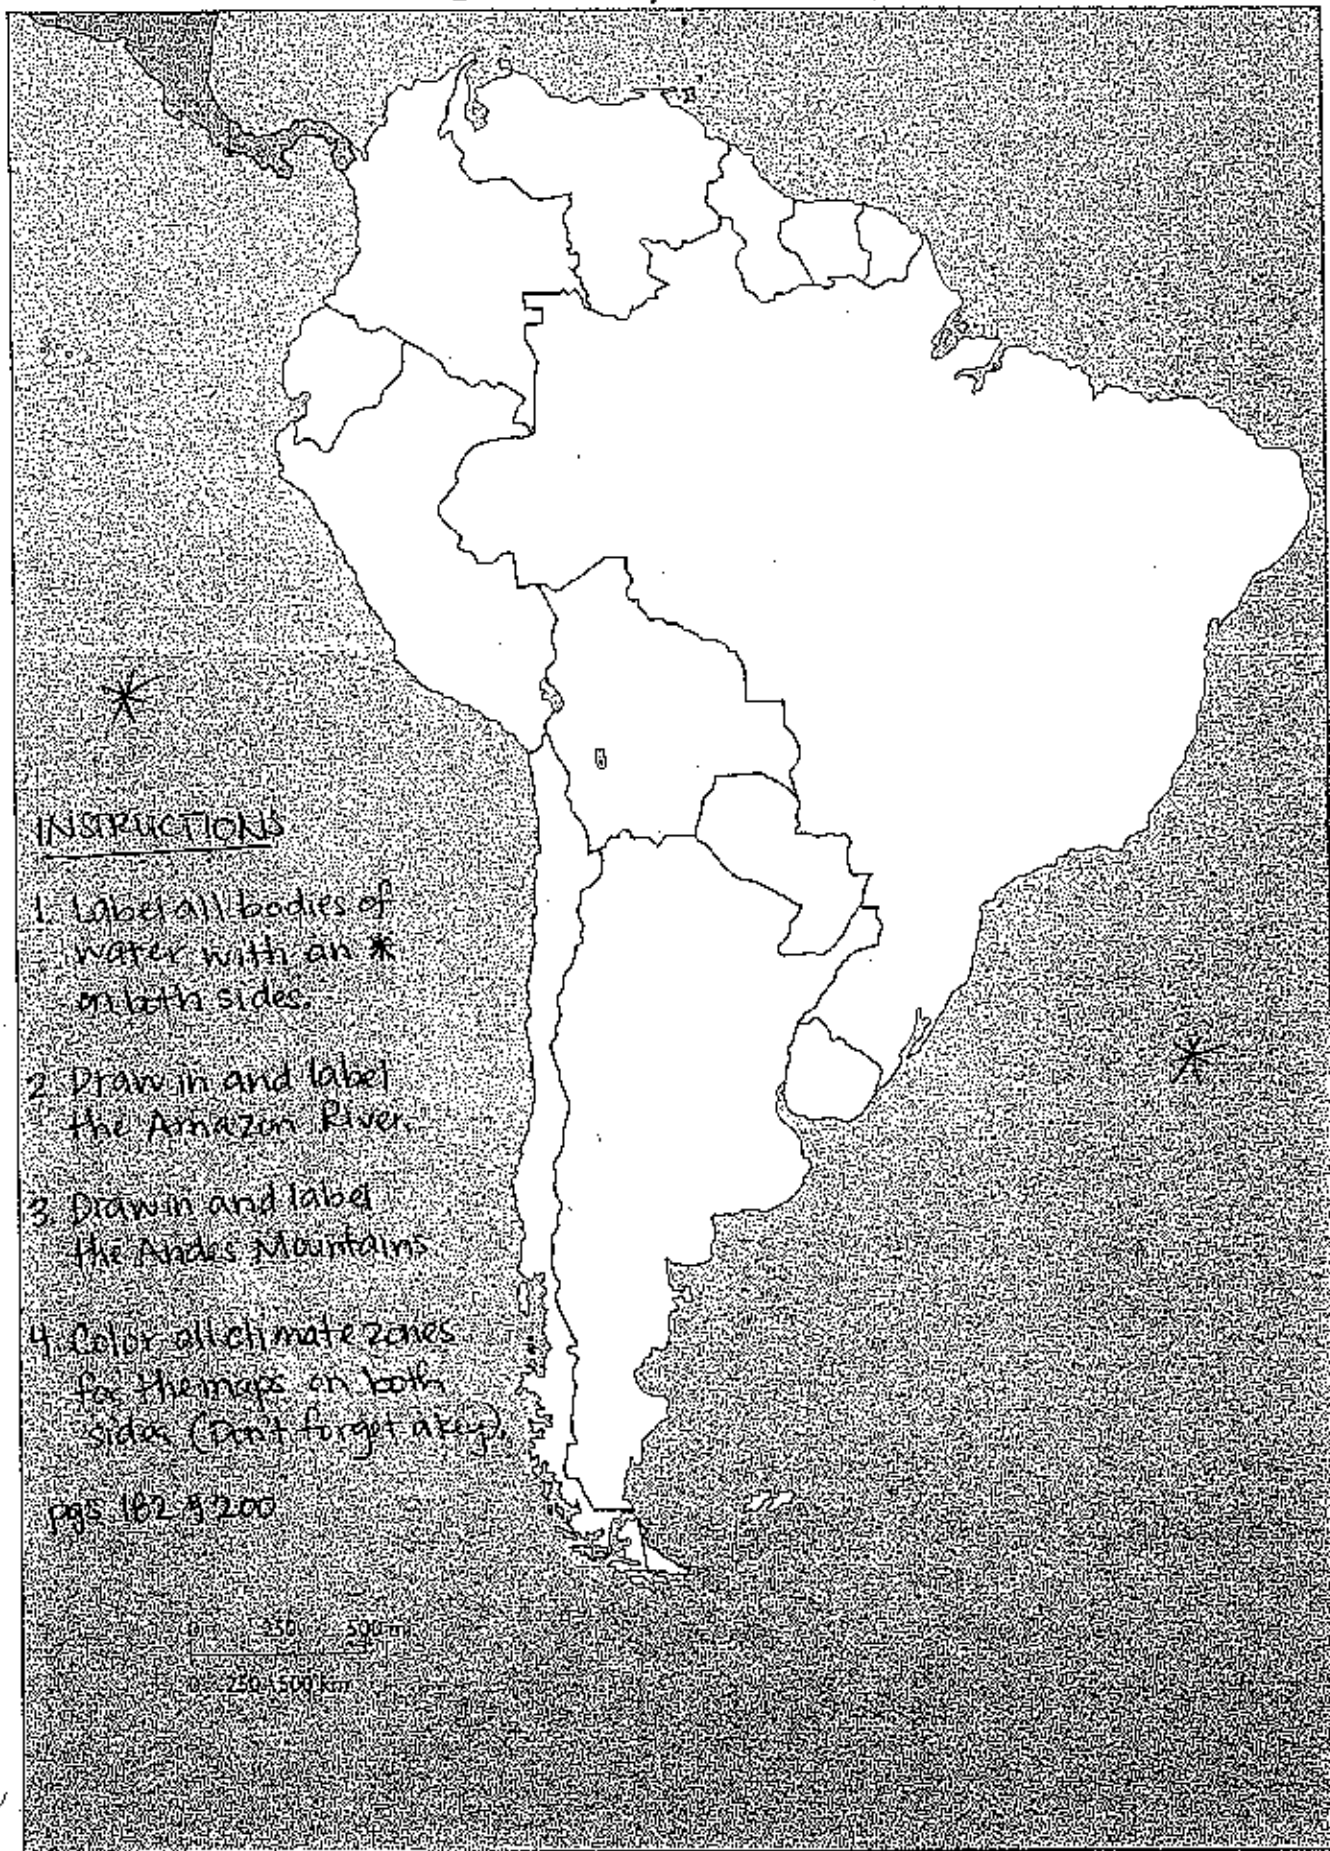 INSTRUCTIONS
1. Label all bodies of
water with an *
on both sides.
2. Draw in and label
the Amazon River.
3. Draw in and label
the Andes Mountains
4. Color all climate zones
for the maps on both
sides (Don't forget a key).
pgs 182 & 200
0 250 500 mi
0 250 500 km